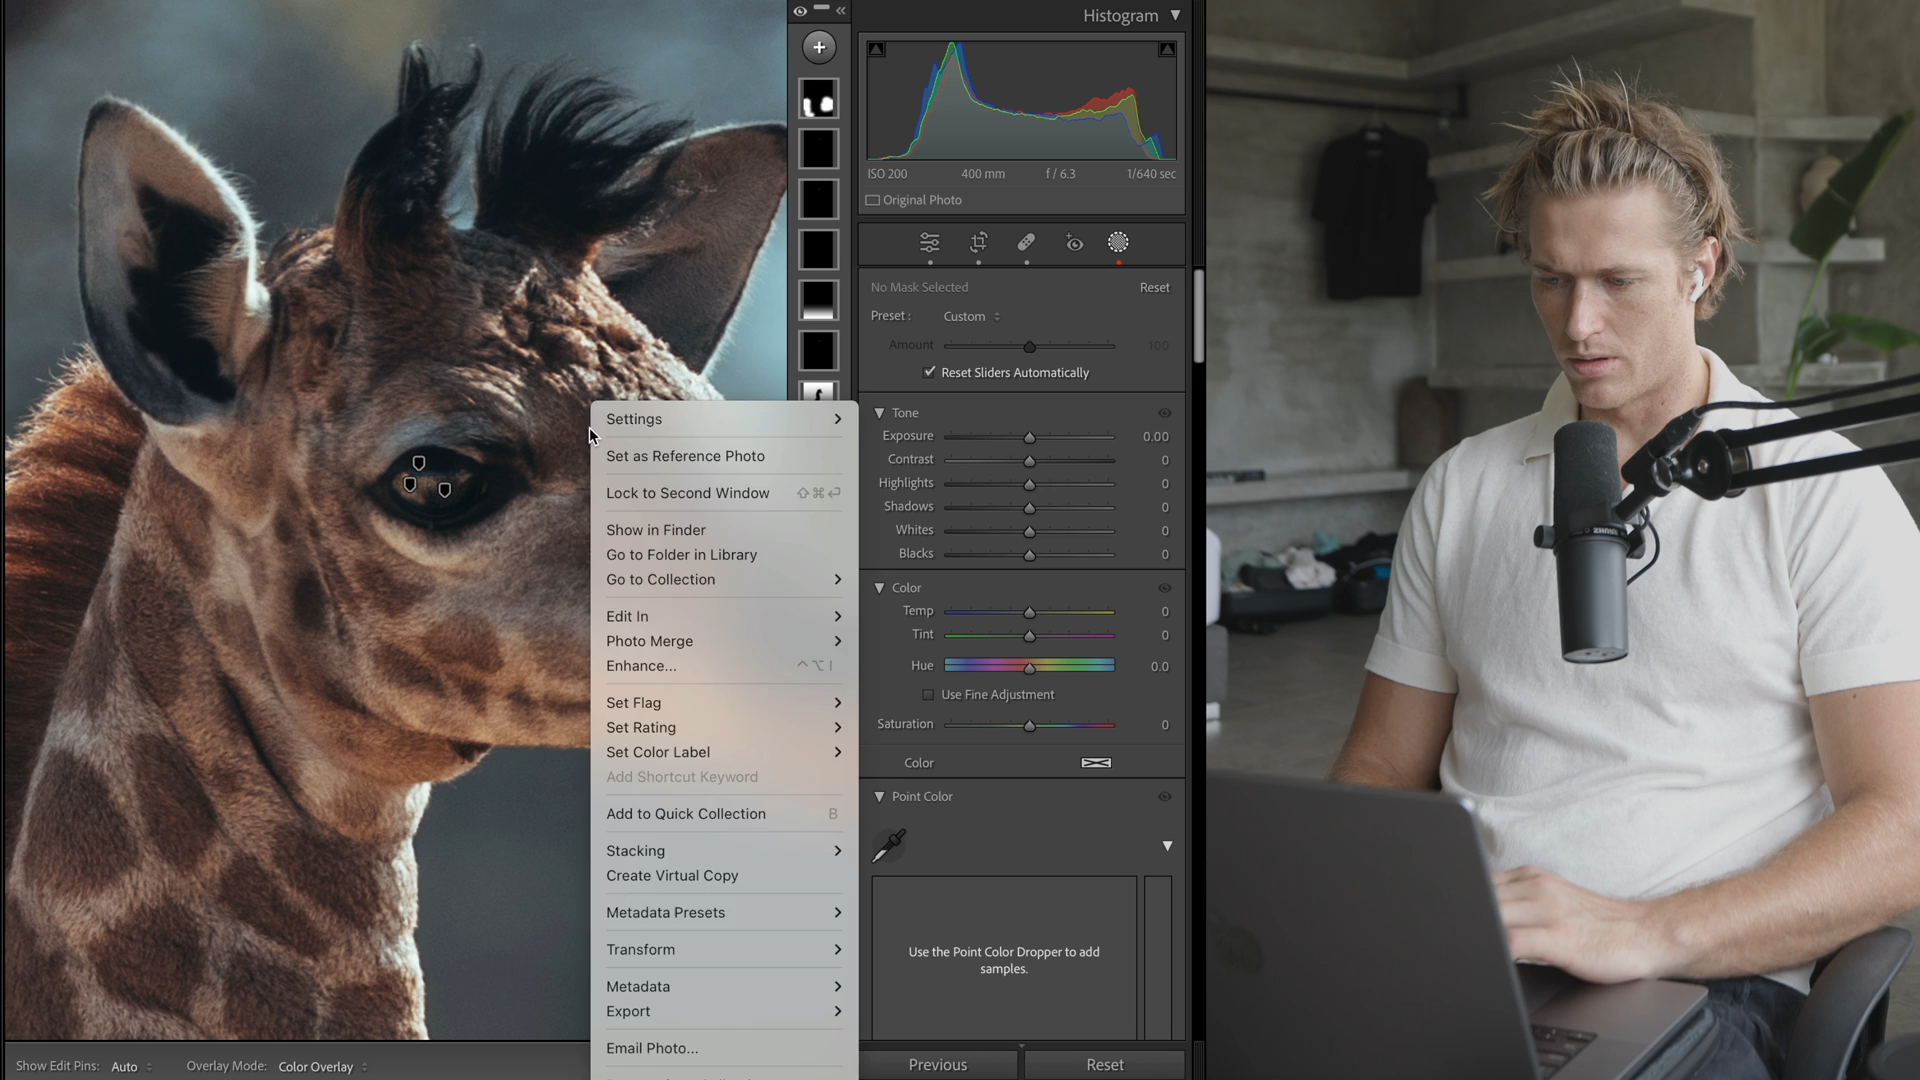 Histogram
ISO 200 400 mm f / 6.3 1/640 sec
Original Photo
No Mask Selected Reset
Preset : Custom
Amount 100
Reset Sliders Automatically
Tone
Exposure 0.00
Contrast 0
Highlights 0
Shadows 0
Whites 0
Blacks 0
Color
Temp 0
Tint 0
Hue 0.0
Use Fine Adjustment
Saturation 0
Color
Point Color
Use the Point Color Dropper to add
samples.
Previous Reset
Settings
Set as Reference Photo
Lock to Second Window ⇧⌘↩
Show in Finder
Go to Folder in Library
Go to Collection
Edit In
Photo Merge
Enhance... ^⌥I
Set Flag
Set Rating
Set Color Label
Add Shortcut Keyword
Add to Quick Collection B
Stacking
Create Virtual Copy
Metadata Presets
Transform
Metadata
Export
Email Photo...
Show Edit Pins: Auto Overlay Mode: Color Overlay